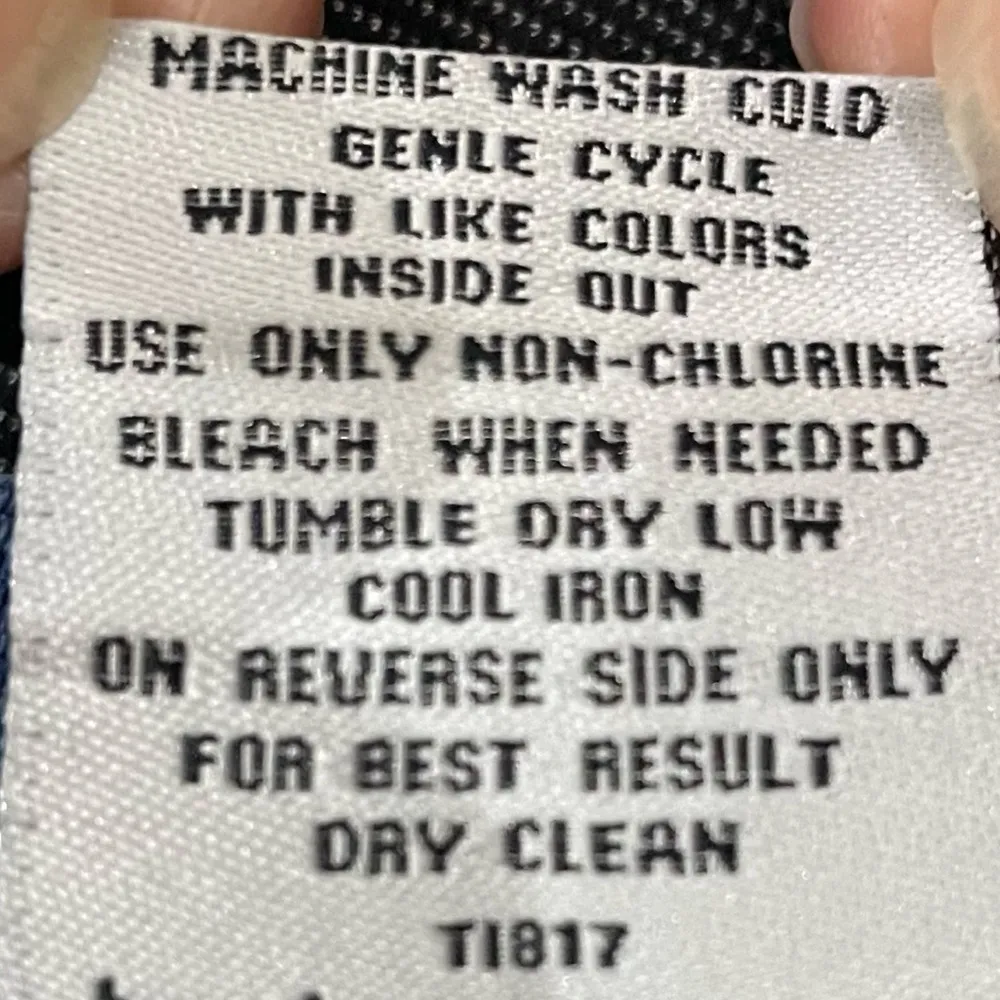 MACHINE WASH COLD
GENLE CYCLE
WITH LIKE COLORS
INSIDE OUT
USE ONLY NON-CHLORINE
BLEACH WHEN NEEDED
TUMBLE DRY LOW
COOL IRON
ON REVERSE SIDE ONLY
FOR BEST RESULT
DRY CLEAN
TI817